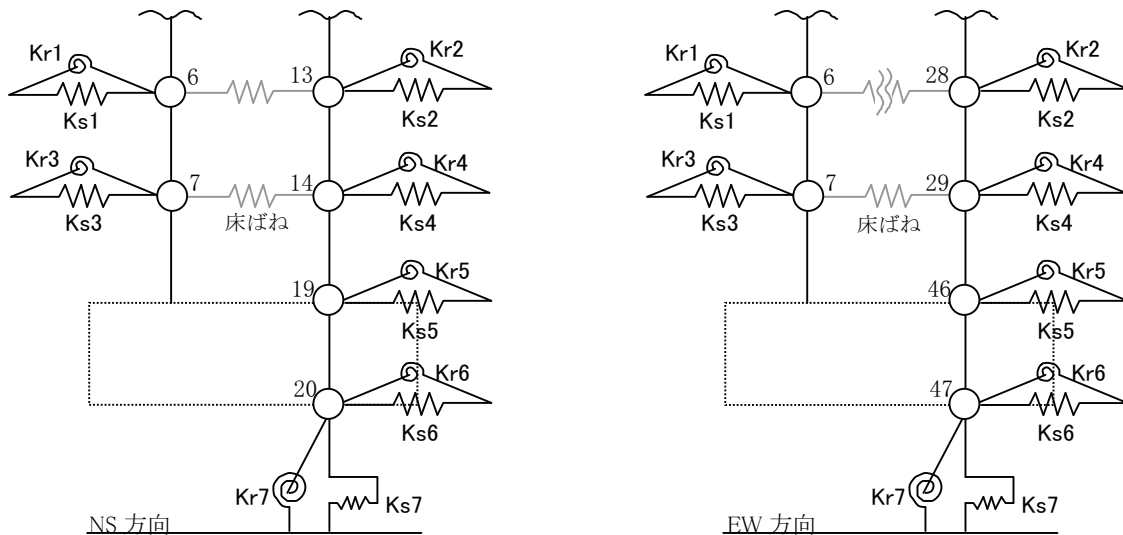 Kr1
6
13
Kr2
Ks1
Ks2
Kr3
7
14
Kr4
Ks3
床ばね
Ks4
19
Kr5
Ks5
20
Kr6
Ks6
Kr7
Ks7
NS 方向
Kr1
6
28
Kr2
Ks1
Ks2
Kr3
7
29
Kr4
Ks3
床ばね
Ks4
46
Kr5
Ks5
47
Kr6
Ks6
Kr7
Ks7
EW 方向